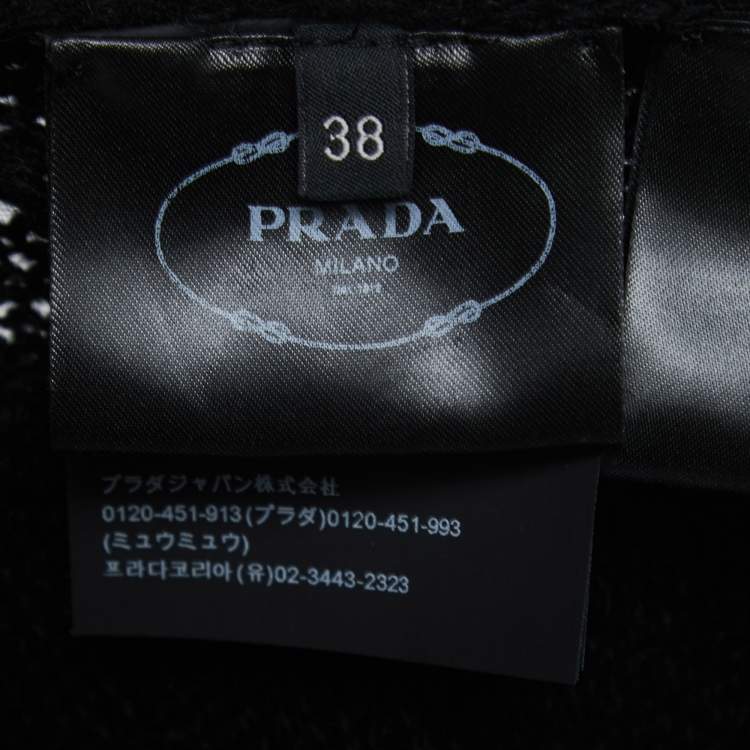 38
PRADA
MILANO
DAL 1913
プラダジャパン株式会社
0120-451-913(プラダ)0120-451-993
(ミュウミュウ)
프라다코리아(유)02-3443-2323